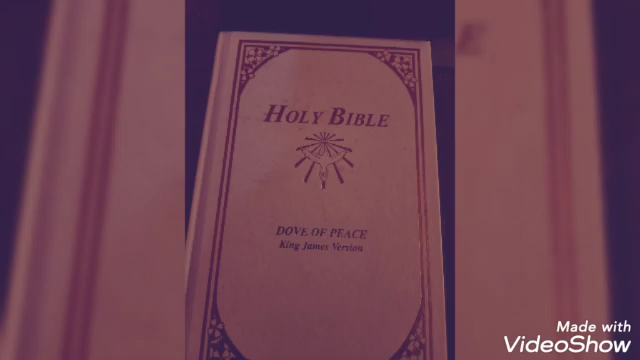 HOLY BIBLE
DOVE OF PEACE
King James Version
Made with
VideoShow